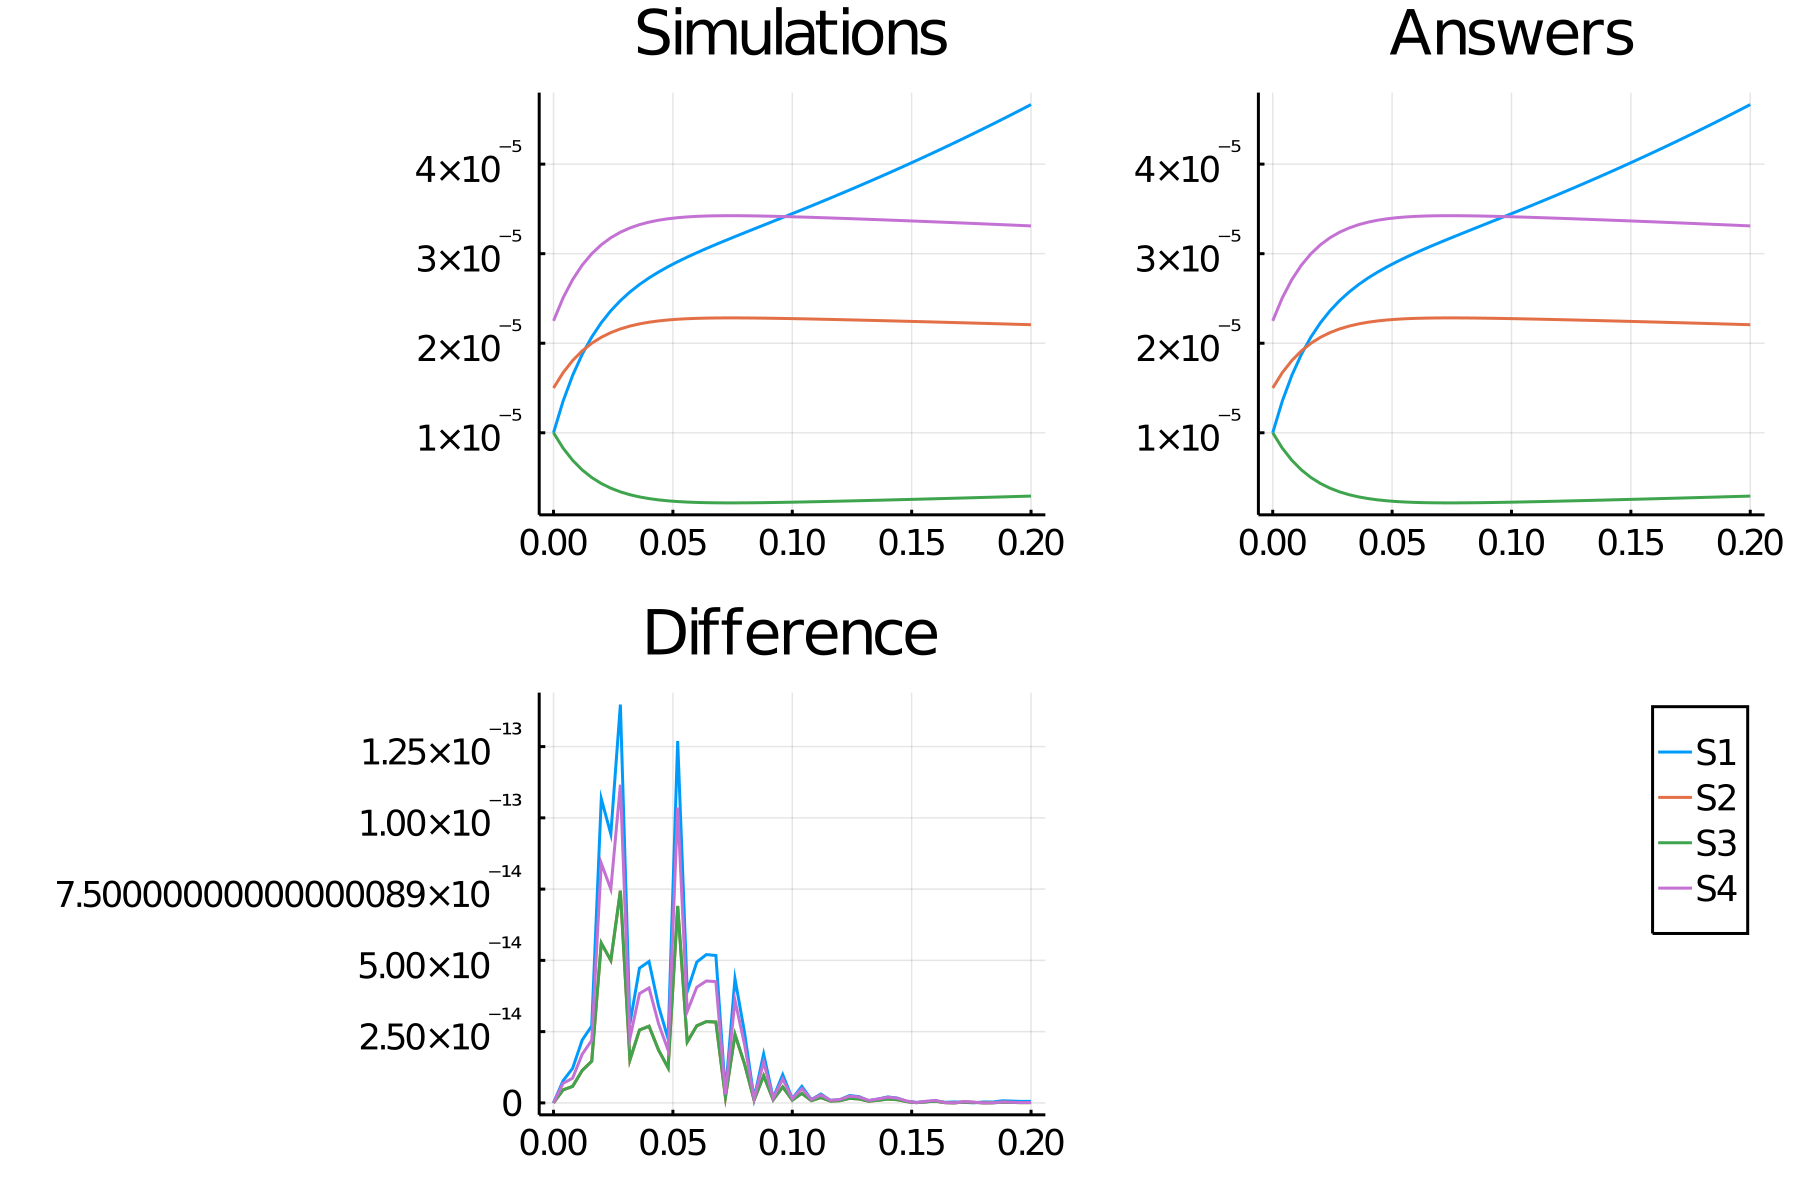 Simulations
4×10⁻⁵
3×10⁻⁵
2×10⁻⁵
1×10⁻⁵
0.00 0.05 0.10 0.15 0.20
Answers
4×10⁻⁵
3×10⁻⁵
2×10⁻⁵
1×10⁻⁵
0.00 0.05 0.10 0.15 0.20
Difference
1.25×10⁻¹³
1.00×10⁻¹³
7.5000000000000089×10⁻¹⁴
5.00×10⁻¹⁴
2.50×10⁻¹⁴
0
0.00 0.05 0.10 0.15 0.20
S1
S2
S3
S4